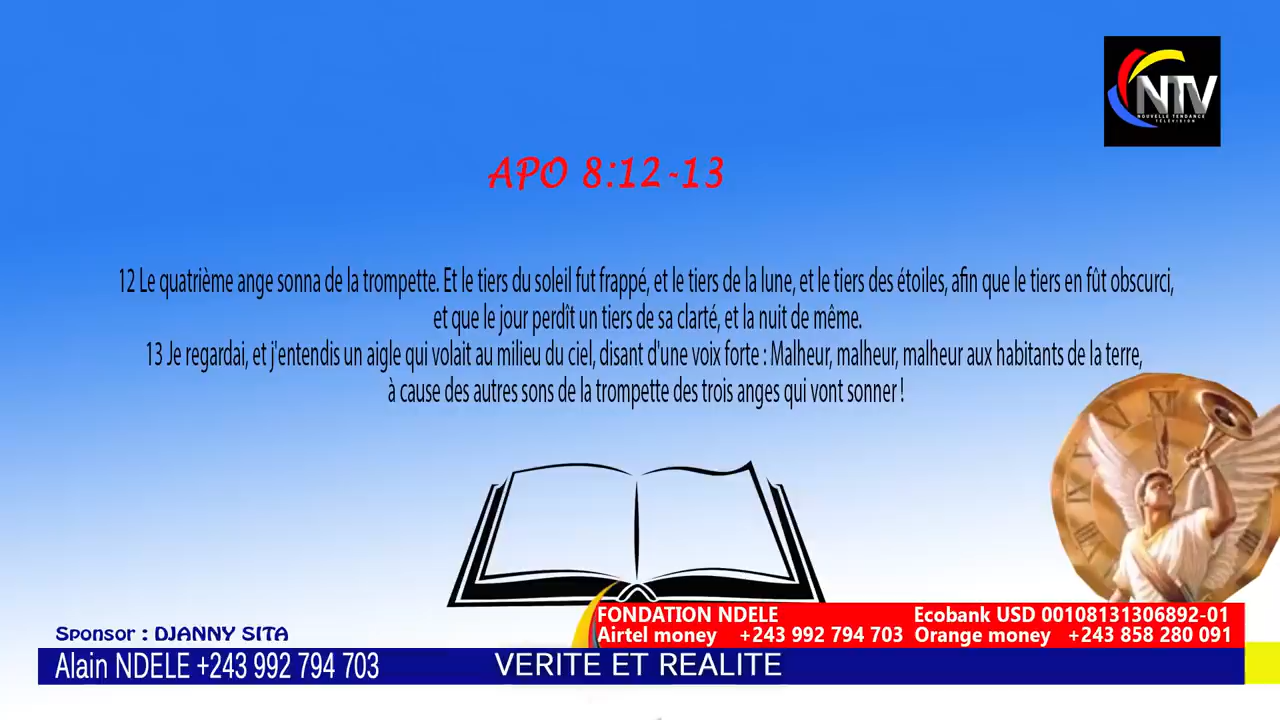 NTV
NOUVELLE TENDANCE
TELEVISION
APO 8:12-13
12 Le quatrième ange sonna de la trompette. Et le tiers du soleil fut frappé, et le tiers de la lune, et le tiers des étoiles, afin que le tiers en fût obscurci,
et que le jour perdît un tiers de sa clarté, et la nuit de même.
13 Je regardai, et j'entendis un aigle qui volait au milieu du ciel, disant d'une voix forte : Malheur, malheur, malheur aux habitants de la terre,
à cause des autres sons de la trompette des trois anges qui vont sonner !
FONDATION NDELE Ecobank USD 00108131306892-01
Airtel money +243 992 794 703 Orange money +243 858 280 091
Sponsor : DJANNY SITA
Alain NDELE +243 992 794 703 VERITE ET REALITE